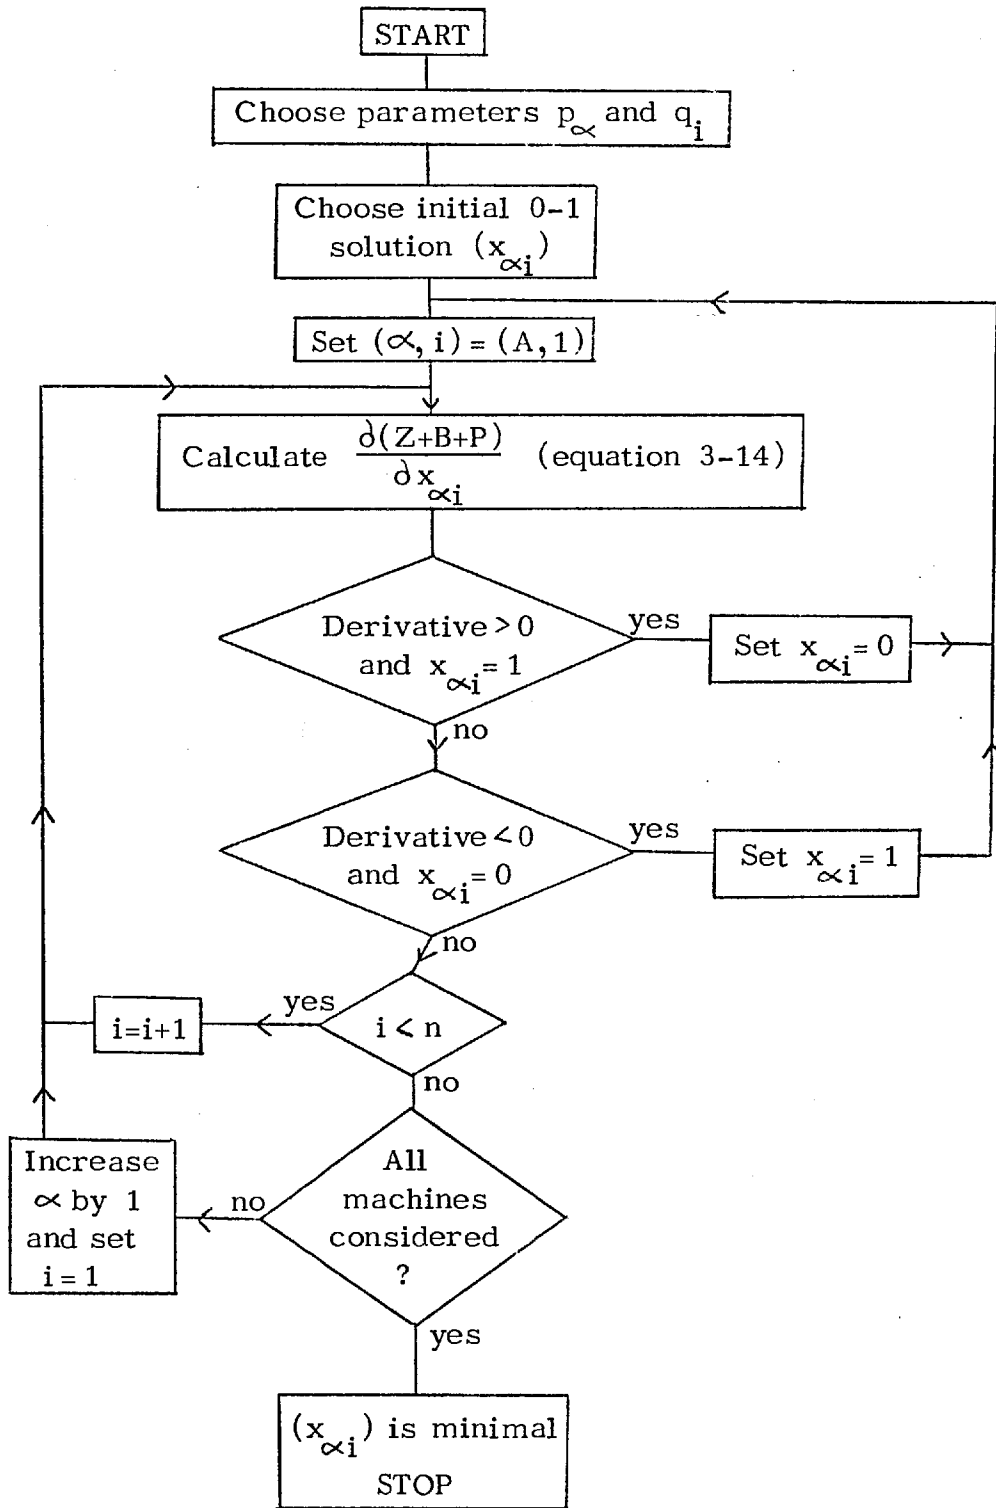 START
Choose parameters p∝ and qi
Choose initial 0-1
solution (x∝i)
Set (∝, i) = (A, 1)
Calculate ∂(Z+B+P)/∂x∝i (equation 3-14)
Derivative > 0
and x∝i = 1
yes
Set x∝i = 0
no
Derivative < 0
and x∝i = 0
yes
Set x∝i = 1
no
i < n
yes
i=i+1
no
All
machines
considered
?
no
Increase
∝ by 1
and set
i = 1
yes
(x∝i) is minimal
STOP